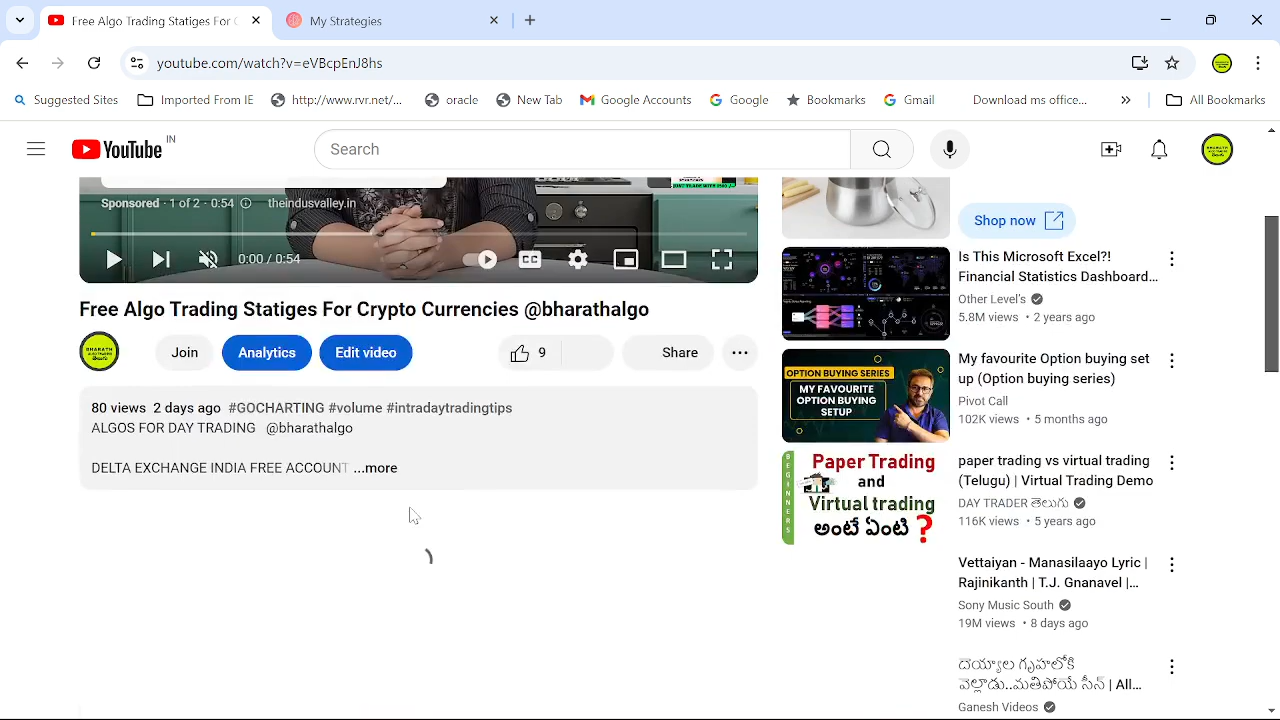 Free Algo Trading Statiges For C
My Strategies
youtube.com/watch?v=eVBcpEnJ8hs
Suggested Sites
Imported From IE
http://www.rvr.net/...
oracle
New Tab
Google Accounts
Google
Bookmarks
Gmail
Download ms office...
All Bookmarks
YouTube IN
Search
Sponsored · 1 of 2 · 0:54 theindusvalley.in
0:00 / 0:54
Free Algo Trading Statiges For Crypto Currencies @bharathalgo
Join
Analytics
Edit video
9
Share
80 views 2 days ago #GOCHARTING #volume #intradaytradingtips
ALGOS FOR DAY TRADING @bharathalgo
DELTA EXCHANGE INDIA FREE ACCOUNT ...more
Shop now
Is This Microsoft Excel?!
Financial Statistics Dashboard...
Other Level's
5.8M views • 2 years ago
OPTION BUYING SERIES
MY FAVOURITE
OPTION BUYING
SETUP
My favourite Option buying set
up (Option buying series)
Pivot Call
102K views • 5 months ago
BEGINNERS
Paper Trading
and
Virtual trading
అంటే ఏంటి ?
paper trading vs virtual trading
(Telugu) | Virtual Trading Demo
DAY TRADER తెలుగు
116K views • 5 years ago
Vettaiyan - Manasilaayo Lyric |
Rajinikanth | T.J. Gnanavel |...
Sony Music South
19M views • 8 days ago
దెయ్యాల గృహలోకి
వెల్లాడు..మతిపోయే సీన్ | All...
Ganesh Videos